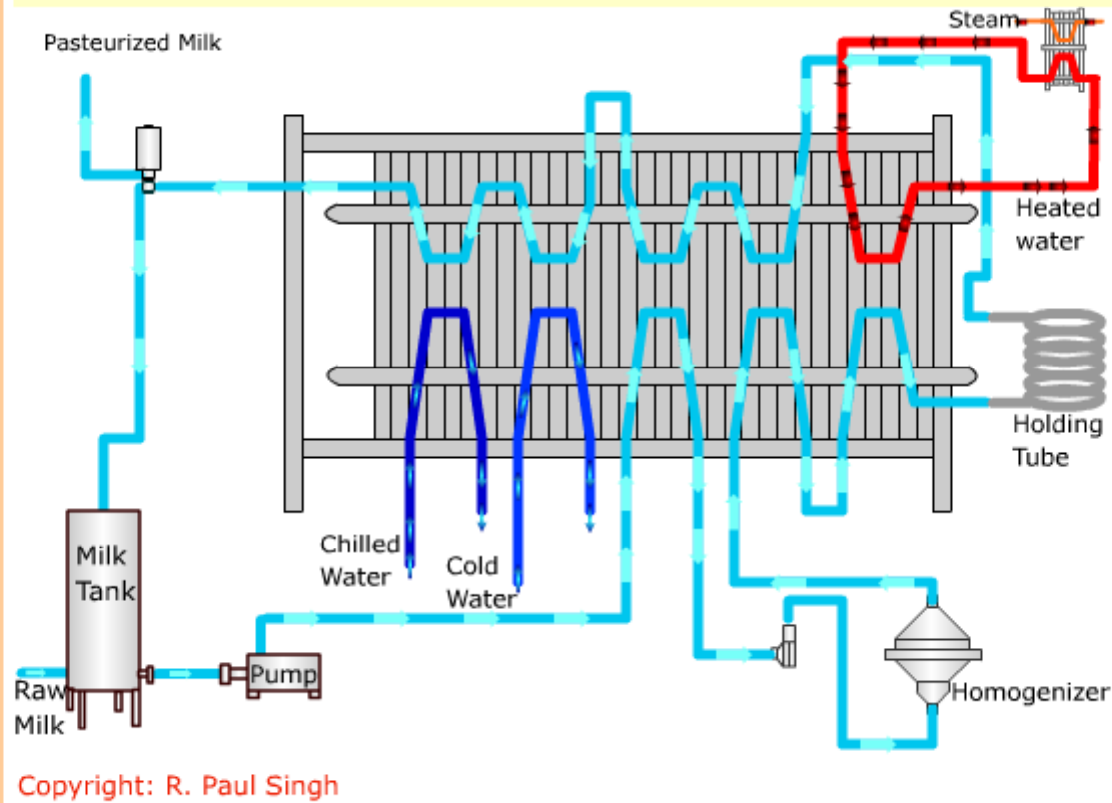 Steam
Pasteurized Milk
Heated
water
Holding
Tube
Chilled
Water
Cold
Water
Milk
Tank
Pump
Raw
Milk
Homogenizer
Copyright: R. Paul Singh